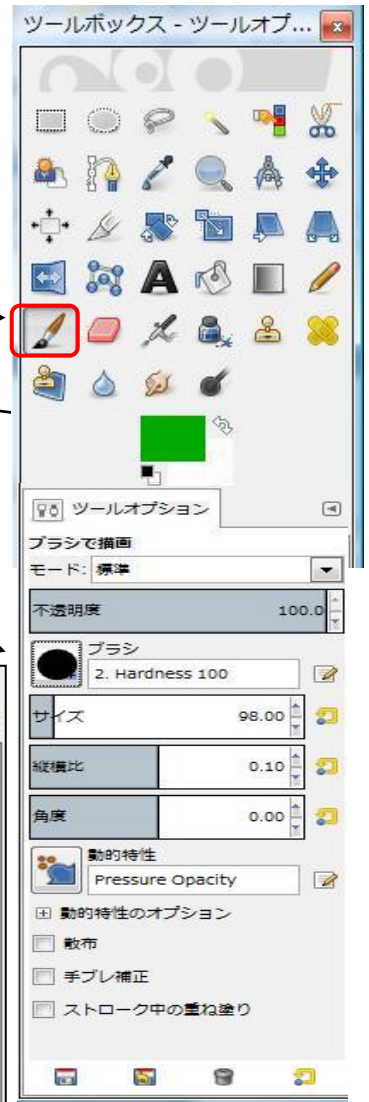 ツールボックス - ツールオプ...
ツールオプション
ブラシで描画
モード: 標準
不透明度 100.0
ブラシ
2. Hardness 100
サイズ 98.00
縦横比 0.10
角度 0.00
動的特性
Pressure Opacity
動的特性のオプション
散布
手ブレ補正
ストローク中の重ね塗り